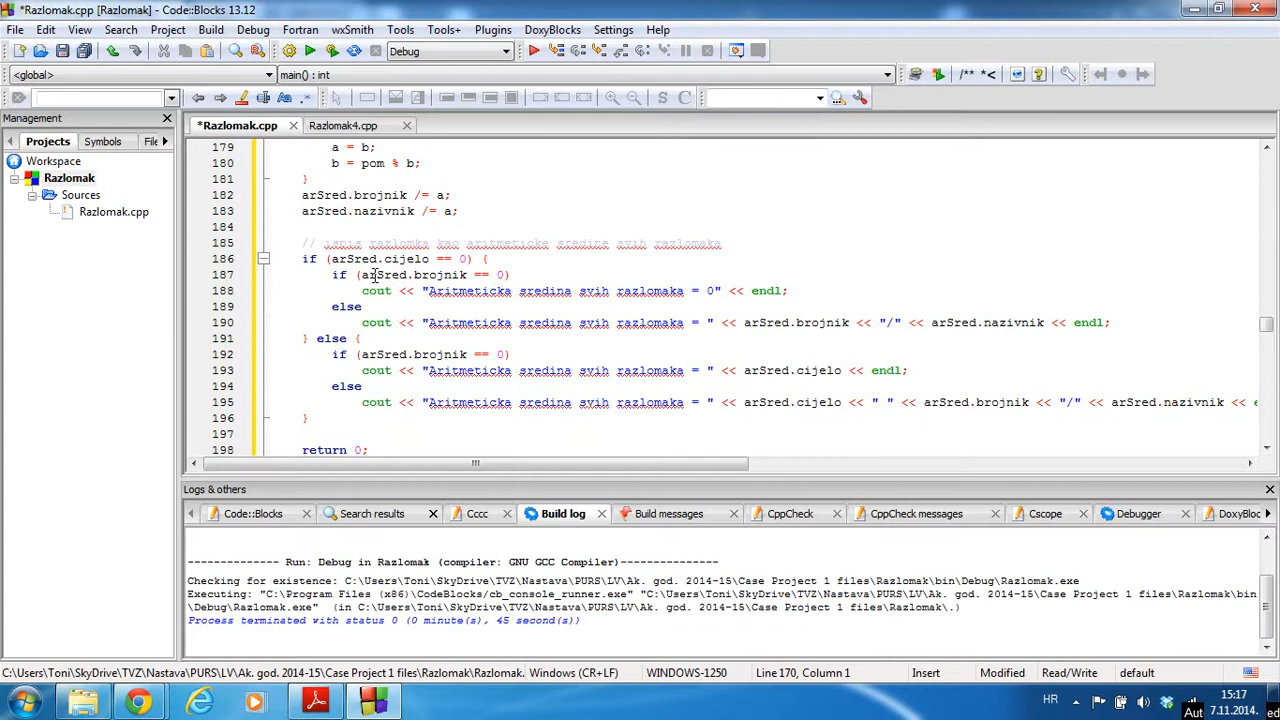 *Razlomak.cpp [Razlomak] - Code::Blocks 13.12
File Edit View Search Project Build Debug Fortran wxSmith Tools Tools+ Plugins DoxyBlocks Settings Help
Debug
<global> main() : int /** *<
Management
Projects Symbols File
*Razlomak.cpp Razlomak4.cpp
Workspace
Razlomak
Sources
Razlomak.cpp
179 a = b;
180 b = pom % b;
181 }
182 arSred.brojnik /= a;
183 arSred.nazivnik /= a;
184
185 // ispis razlomka kao aritmeticke sredine svih razlomaka
186 if (arSred.cijelo == 0) {
187 if (arSred.brojnik == 0)
188 cout << "Aritmeticka sredina svih razlomaka = 0" << endl;
189 else
190 cout << "Aritmeticka sredina svih razlomaka = " << arSred.brojnik << "/" << arSred.nazivnik << endl;
191 } else {
192 if (arSred.brojnik == 0)
193 cout << "Aritmeticka sredina svih razlomaka = " << arSred.cijelo << endl;
194 else
195 cout << "Aritmeticka sredina svih razlomaka = " << arSred.cijelo << " " << arSred.brojnik << "/" << arSred.nazivnik << e
196 }
197
198 return 0;
Logs & others
Code::Blocks Search results Cccc Build log Build messages CppCheck CppCheck messages Cscope Debugger DoxyBloc
-------------- Run: Debug in Razlomak (compiler: GNU GCC Compiler)---------------
Checking for existence: C:\Users\Toni\SkyDrive\TVZ\Nastava\PURS\LV\Ak. god. 2014-15\Case Project 1 files\Razlomak\bin\Debug\Razlomak.exe
Executing: "C:\Program Files (x86)\CodeBlocks/cb_console_runner.exe" "C:\Users\Toni\SkyDrive\TVZ\Nastava\PURS\LV\Ak. god. 2014-15\Case Project 1 files\Razlomak\bin
\Debug\Razlomak.exe" (in C:\Users\Toni\SkyDrive\TVZ\Nastava\PURS\LV\Ak. god. 2014-15\Case Project 1 files\Razlomak\.)
Process terminated with status 0 (0 minute(s), 45 second(s))
C:\Users\Toni\SkyDrive\TVZ\Nastava\PURS\LV\Ak. god. 2014-15\Case Project 1 files\Razlomak\Razlomak. Windows (CR+LF) WINDOWS-1250 Line 170, Column 1 Insert Modified Read/Write default
HR 15:17
7.11.2014.
Aut ed